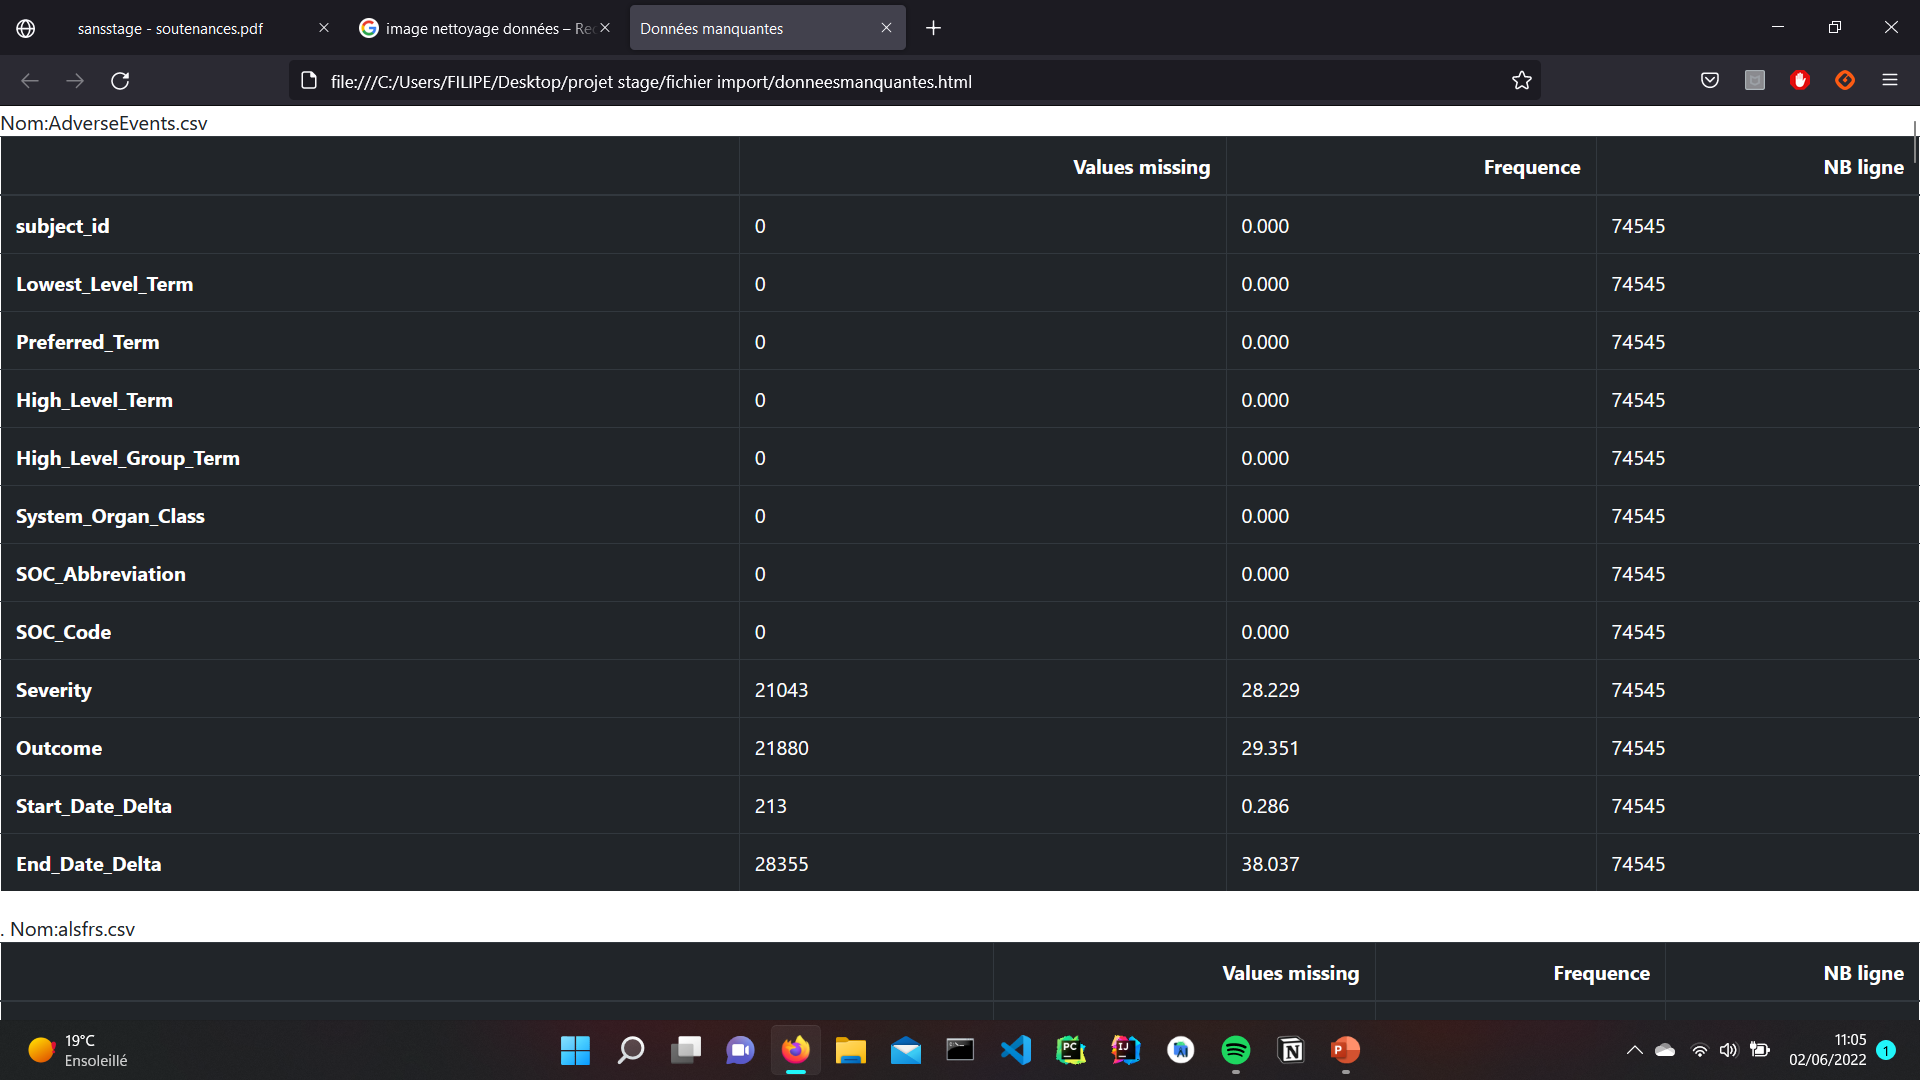 sansstage - soutenances.pdf
image nettoyage données – Rec
Données manquantes
file:///C:/Users/FILIPE/Desktop/projet stage/fichier import/donneesmanquantes.html
Nom:AdverseEvents.csv
Values missing Frequence NB ligne
subject_id 0 0.000 74545
Lowest_Level_Term 0 0.000 74545
Preferred_Term 0 0.000 74545
High_Level_Term 0 0.000 74545
High_Level_Group_Term 0 0.000 74545
System_Organ_Class 0 0.000 74545
SOC_Abbreviation 0 0.000 74545
SOC_Code 0 0.000 74545
Severity 21043 28.229 74545
Outcome 21880 29.351 74545
Start_Date_Delta 213 0.286 74545
End_Date_Delta 28355 38.037 74545
. Nom:alsfrs.csv
Values missing Frequence NB ligne
19°C
Ensoleillé
PC
IJ
N
P
11:05
02/06/2022
1